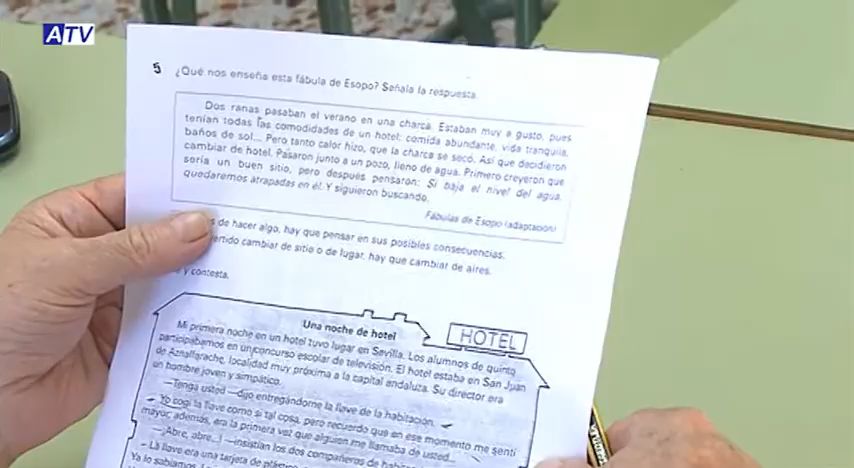 ATV
5 ¿Qué nos enseña esta fábula de Esopo? Señala la respuesta.
Dos ranas pasaban el verano en una charca. Estaban muy a gusto, pues
tenían todas las comodidades de un hotel: comida abundante, vida tranquila,
baños de sol... Pero tanto calor hizo, que la charca se secó. Así que decidieron
cambiar de hotel. Pasaron junto a un pozo, lleno de agua. Primero creyeron que
sería un buen sitio, pero después pensaron: Si baja el nivel del agua,
quedaremos atrapadas en él. Y siguieron buscando.
Fábulas de Esopo (adaptación)
de hacer algo, hay que pensar en sus posibles consecuencias.
cambiar de sitio o de lugar, hay que cambiar de aires.
y contesta.
Una noche de hotel
HOTEL
Mi primera noche en un hotel tuvo lugar en Sevilla. Los alumnos de quinto
participábamos en un concurso escolar de televisión. El hotel estaba en San Juan
de Aznalfarache, localidad muy próxima a la capital andaluza. Su director era
un hombre joven y simpático.
—Tenga usted —dijo entregándome la llave de la habitación.
Yo cogí la llave como si tal cosa, pero recuerdo que en ese momento me sentí
mayor; además, era la primera vez que alguien me llamaba de usted...
—¡Abre, abre...! —insistían los dos compañeros de
La llave era una tarjeta de
Ya lo sabíamos.